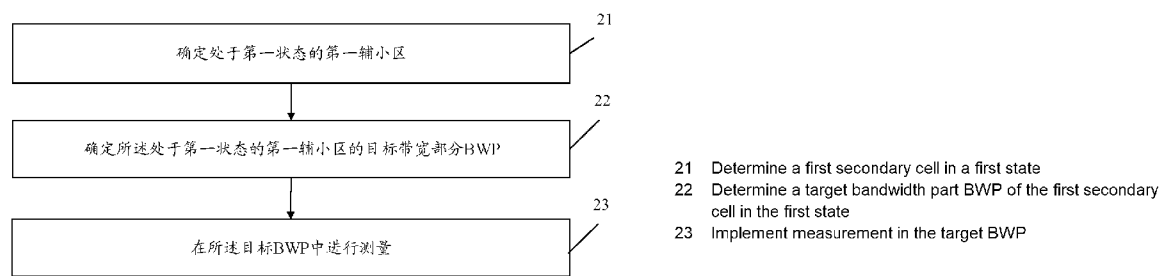 21
确定处于第一状态的第一辅小区
22
确定所述处于第一状态的第一辅小区的目标带宽部分BWP
23
在所述目标BWP中进行测量
21 Determine a first secondary cell in a first state
22 Determine a target bandwidth part BWP of the first secondary
cell in the first state
23 Implement measurement in the target BWP